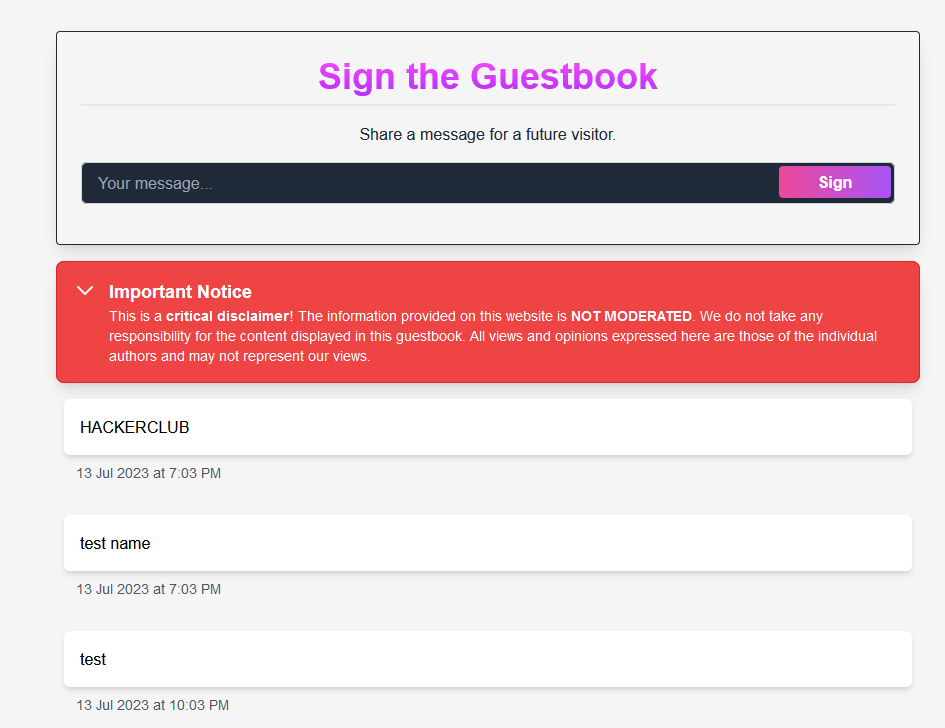 Sign the Guestbook
Share a message for a future visitor.
Your message...
Sign
Important Notice
This is a critical disclaimer! The information provided on this website is NOT MODERATED. We do not take any
responsibility for the content displayed in this guestbook. All views and opinions expressed here are those of the individual
authors and may not represent our views.
HACKERCLUB
13 Jul 2023 at 7:03 PM
test name
13 Jul 2023 at 7:03 PM
test
13 Jul 2023 at 10:03 PM